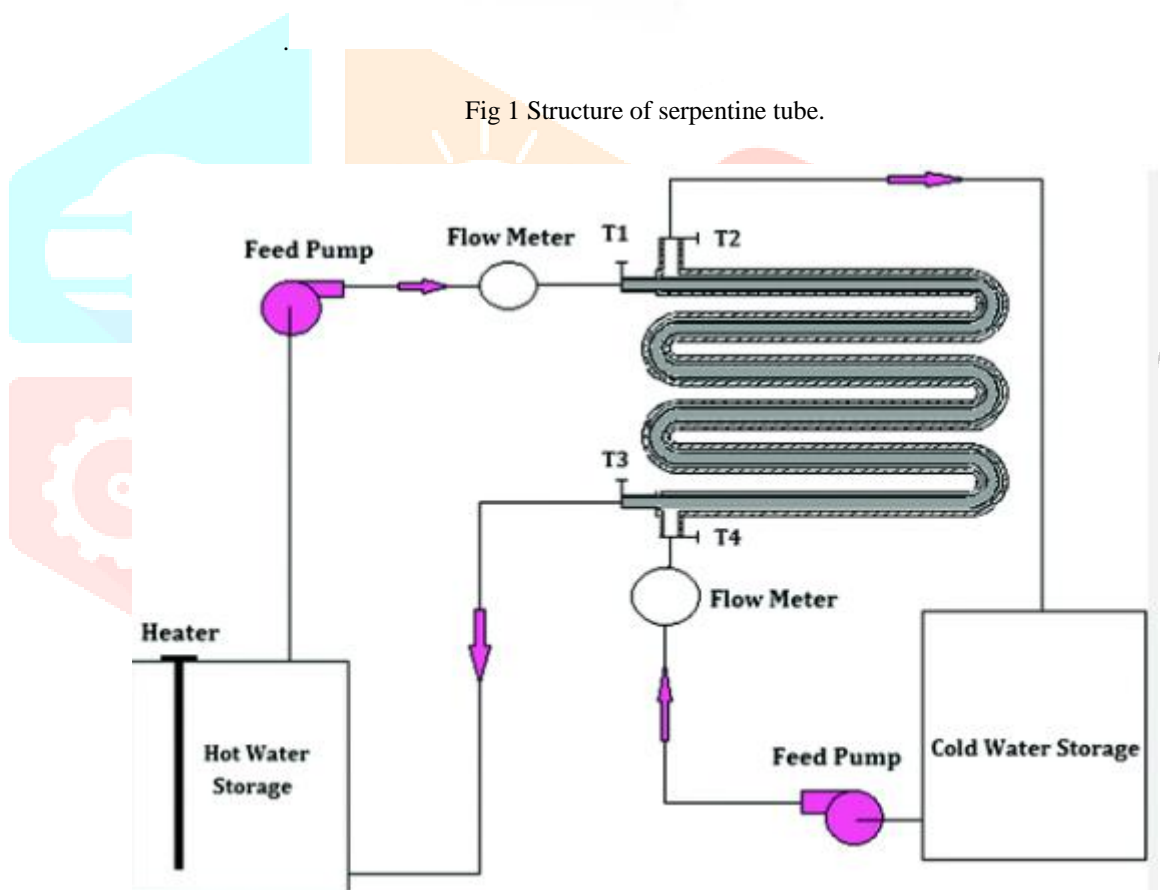 .
Fig 1 Structure of serpentine tube.
Feed Pump
Flow Meter
T1
T2
T3
T4
Flow Meter
Heater
Hot Water
Storage
Feed Pump
Cold Water Storage